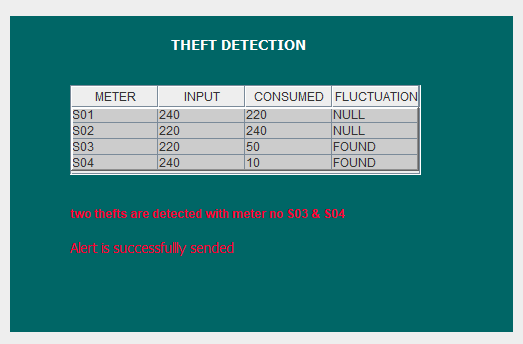 THEFT DETECTION
METER INPUT CONSUMED FLUCTUATION
S01 240 220 NULL
S02 220 240 NULL
S03 220 50 FOUND
S04 240 10 FOUND
two thefts are detected with meter no S03 & S04
Alert is successfully sended